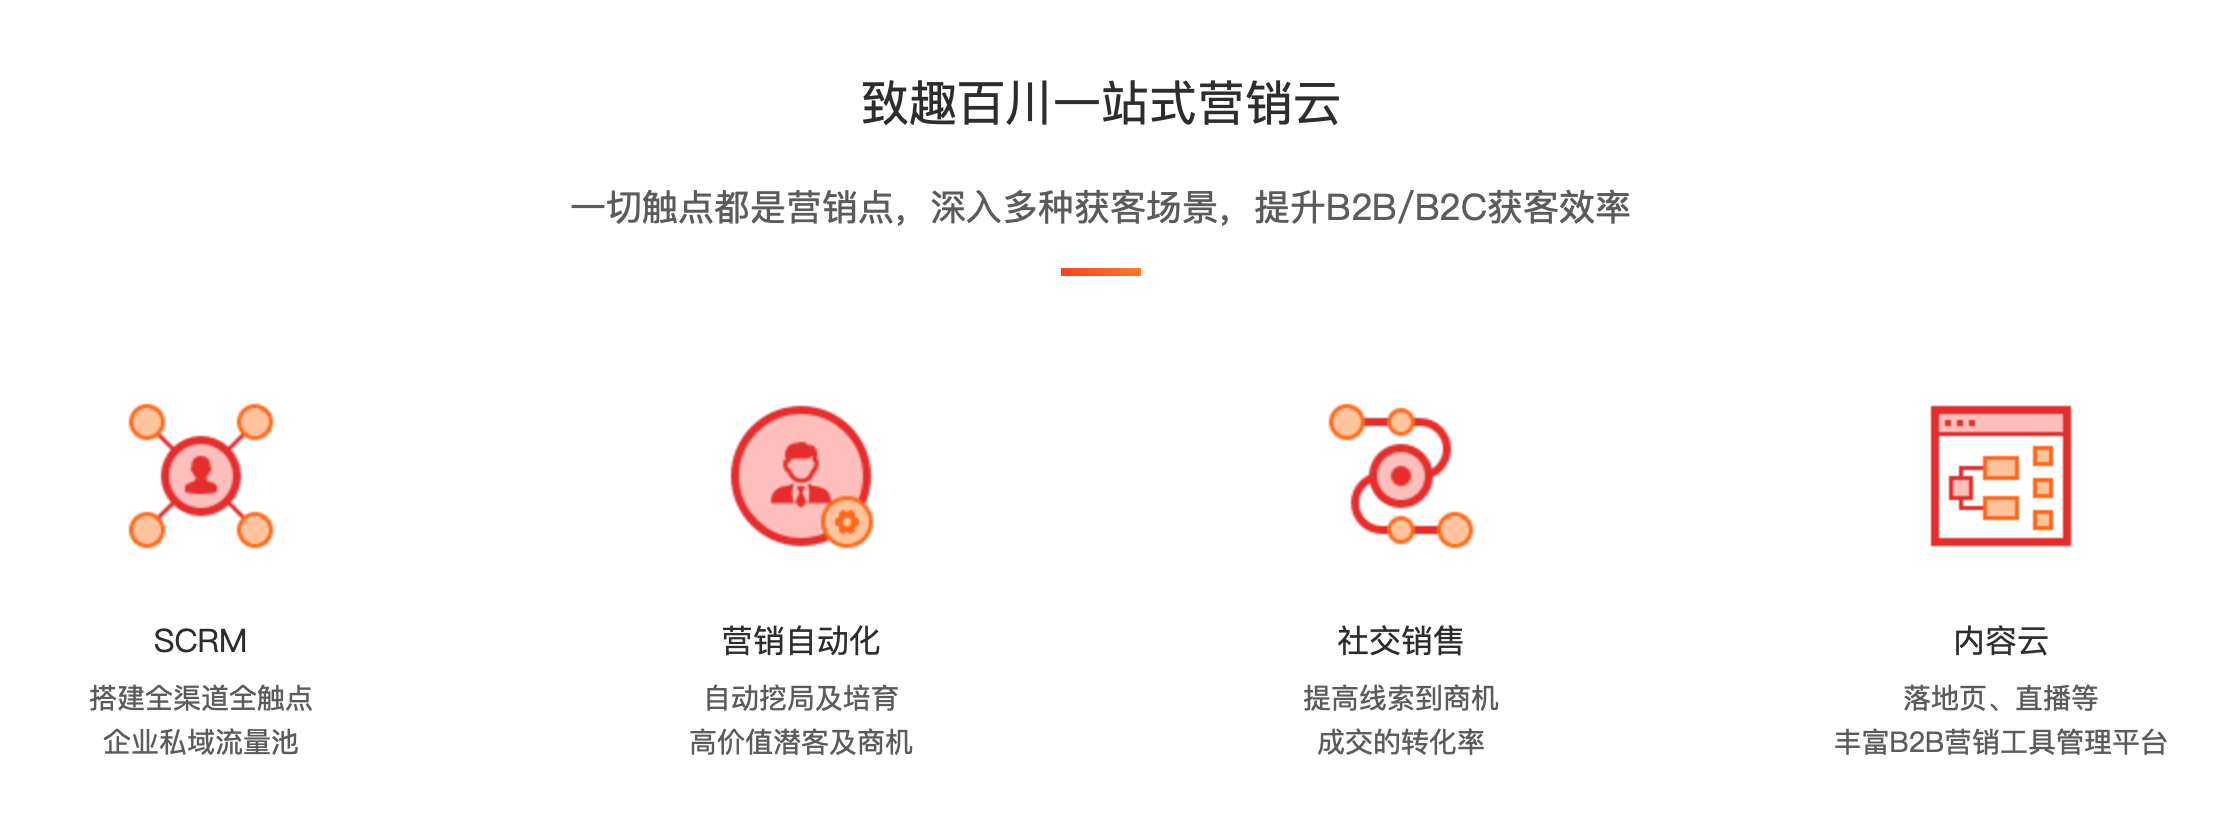 致趣百川一站式营销云
一切触点都是营销点，深入多种获客场景，提升B2B/B2C获客效率
SCRM
搭建全渠道全触点
企业私域流量池
营销自动化
自动挖局及培育
高价值潜客及商机
社交销售
提高线索到商机
成交的转化率
内容云
落地页、直播等
丰富B2B营销工具管理平台